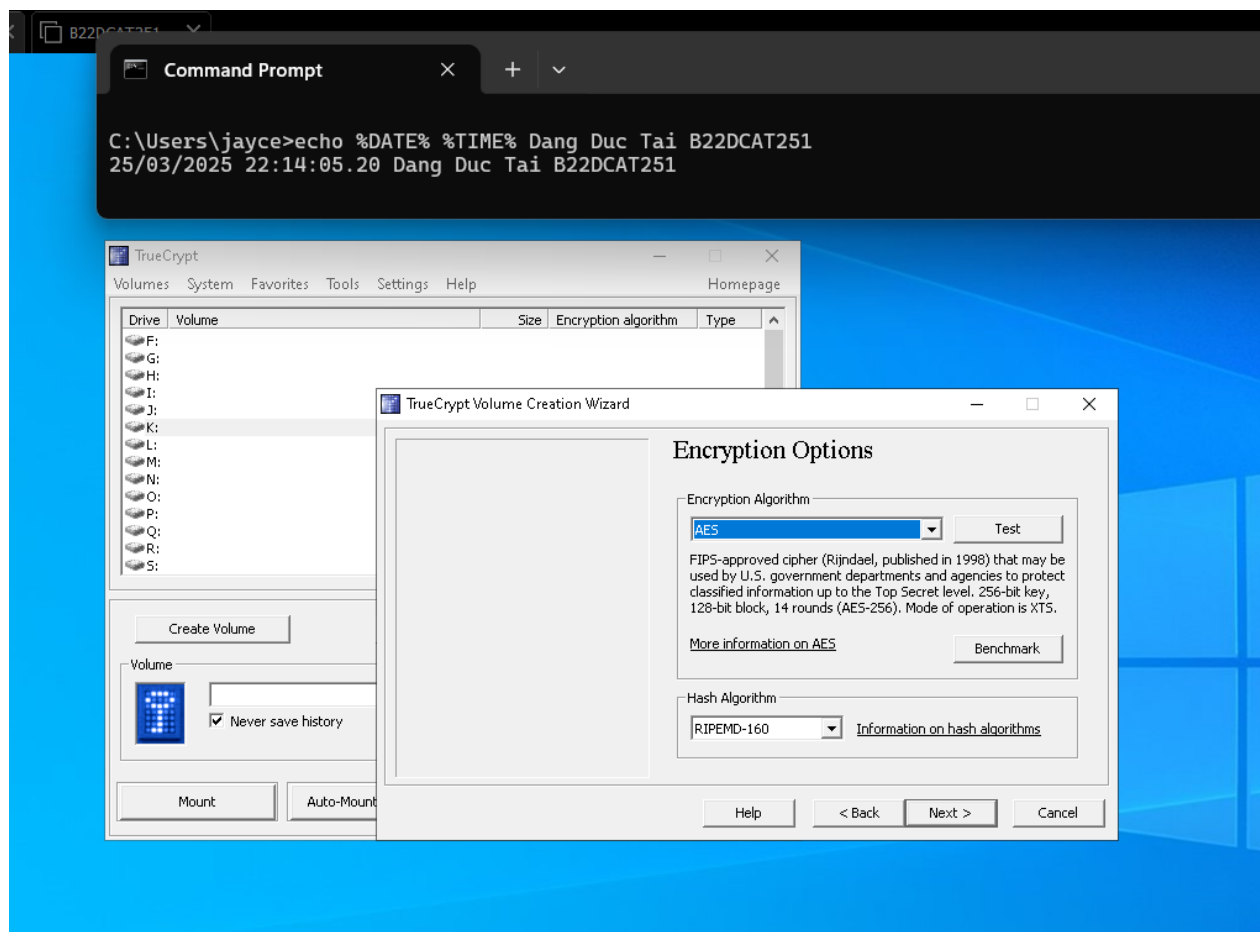 B22DCAT251
Command Prompt
C:\Users\jayce>echo %DATE% %TIME% Dang Duc Tai B22DCAT251
25/03/2025 22:14:05.20 Dang Duc Tai B22DCAT251
TrueCrypt
Volumes System Favorites Tools Settings Help Homepage
Drive Volume Size Encryption algorithm Type
F:
G:
H:
I:
J:
K:
L:
M:
N:
O:
P:
Q:
R:
S:
Create Volume
Volume
Never save history
Mount
Auto-Mount
TrueCrypt Volume Creation Wizard
Encryption Options
Encryption Algorithm
AES
Test
FIPS-approved cipher (Rijndael, published in 1998) that may be
used by U.S. government departments and agencies to protect
classified information up to the Top Secret level. 256-bit key,
128-bit block, 14 rounds (AES-256). Mode of operation is XTS.
More information on AES
Benchmark
Hash Algorithm
RIPEMD-160
Information on hash algorithms
Help
< Back
Next >
Cancel